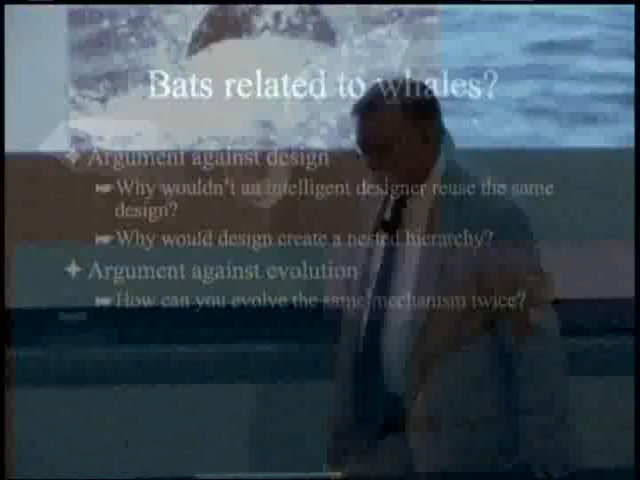 Bats related to whales?
Argument against design
Why wouldn't an intelligent designer reuse the same
design?
Why would design create a nested hierarchy?
Argument against evolution
How can you evolve the same mechanism twice?